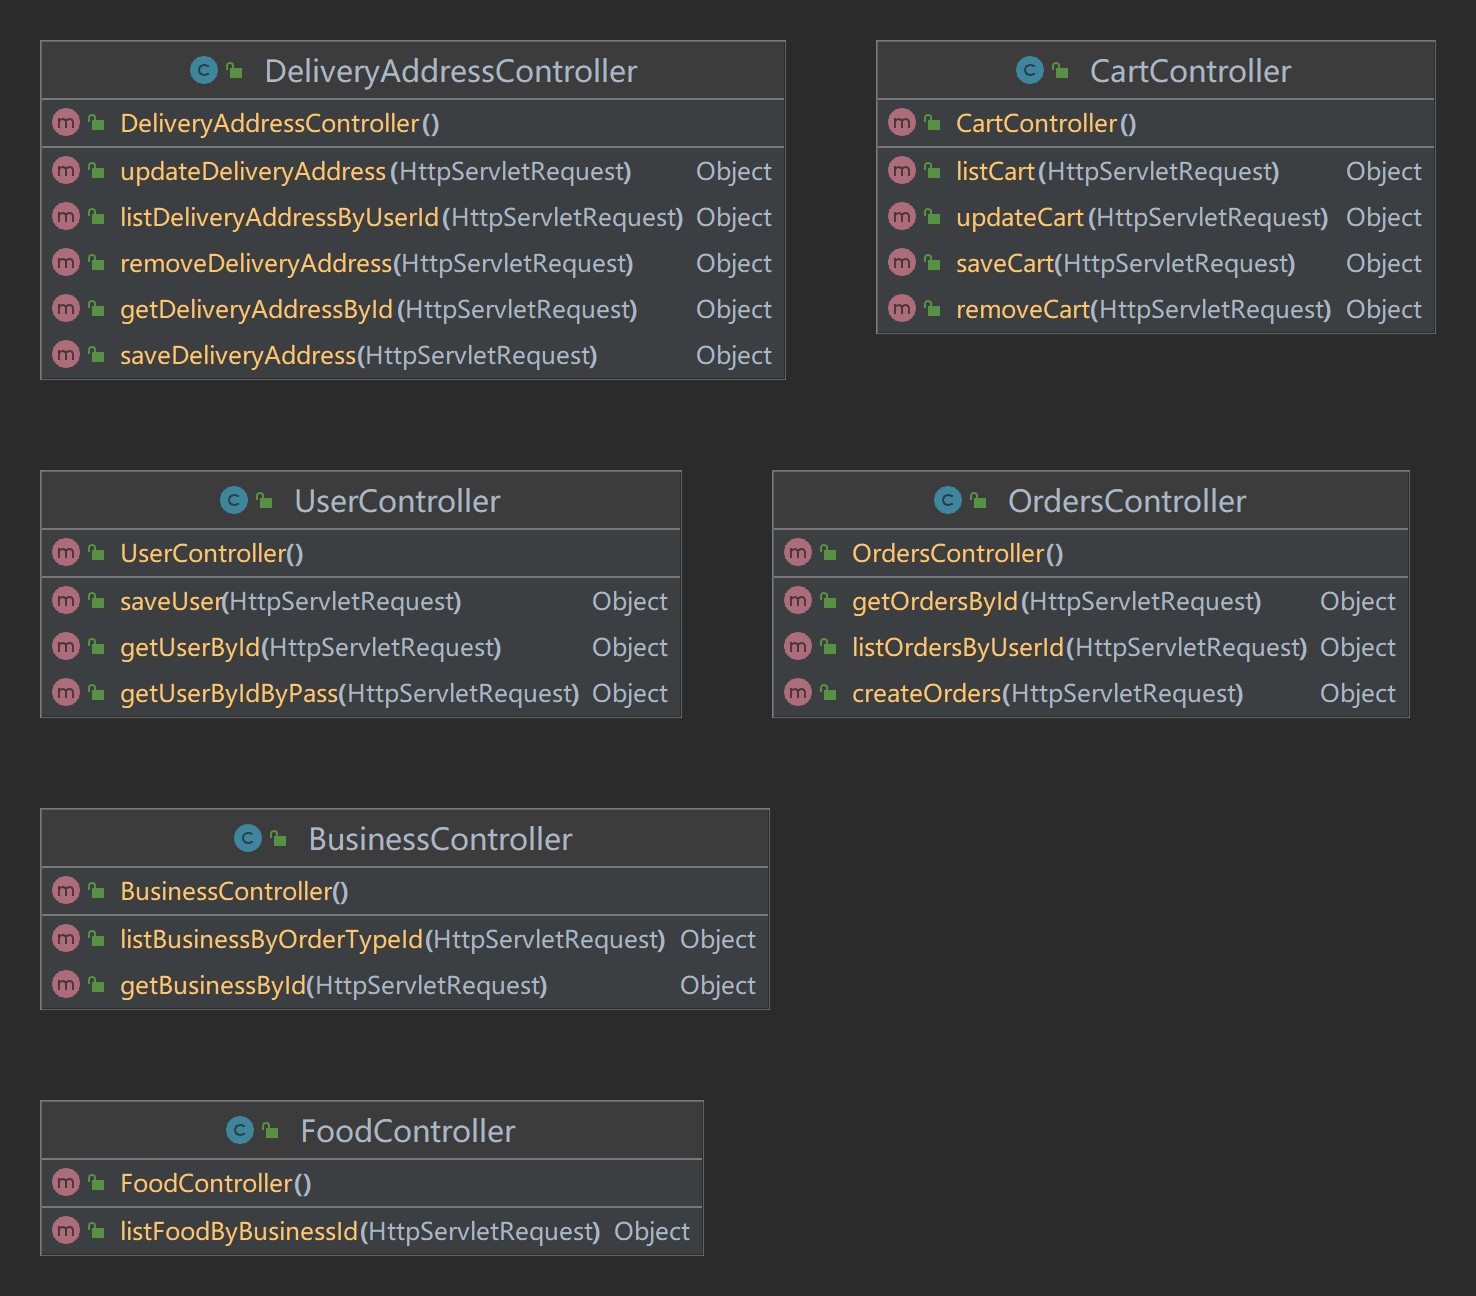 DeliveryAddressController
DeliveryAddressController()
updateDeliveryAddress(HttpServletRequest) Object
listDeliveryAddressByUserId(HttpServletRequest) Object
removeDeliveryAddress(HttpServletRequest) Object
getDeliveryAddressById(HttpServletRequest) Object
saveDeliveryAddress(HttpServletRequest) Object
CartController
CartController()
listCart(HttpServletRequest) Object
updateCart(HttpServletRequest) Object
saveCart(HttpServletRequest) Object
removeCart(HttpServletRequest) Object
UserController
UserController()
saveUser(HttpServletRequest) Object
getUserById(HttpServletRequest) Object
getUserByIdByPass(HttpServletRequest) Object
OrdersController
OrdersController()
getOrdersById(HttpServletRequest) Object
listOrdersByUserId(HttpServletRequest) Object
createOrders(HttpServletRequest) Object
BusinessController
BusinessController()
listBusinessByOrderTypeId(HttpServletRequest) Object
getBusinessById(HttpServletRequest) Object
FoodController
FoodController()
listFoodByBusinessId(HttpServletRequest) Object